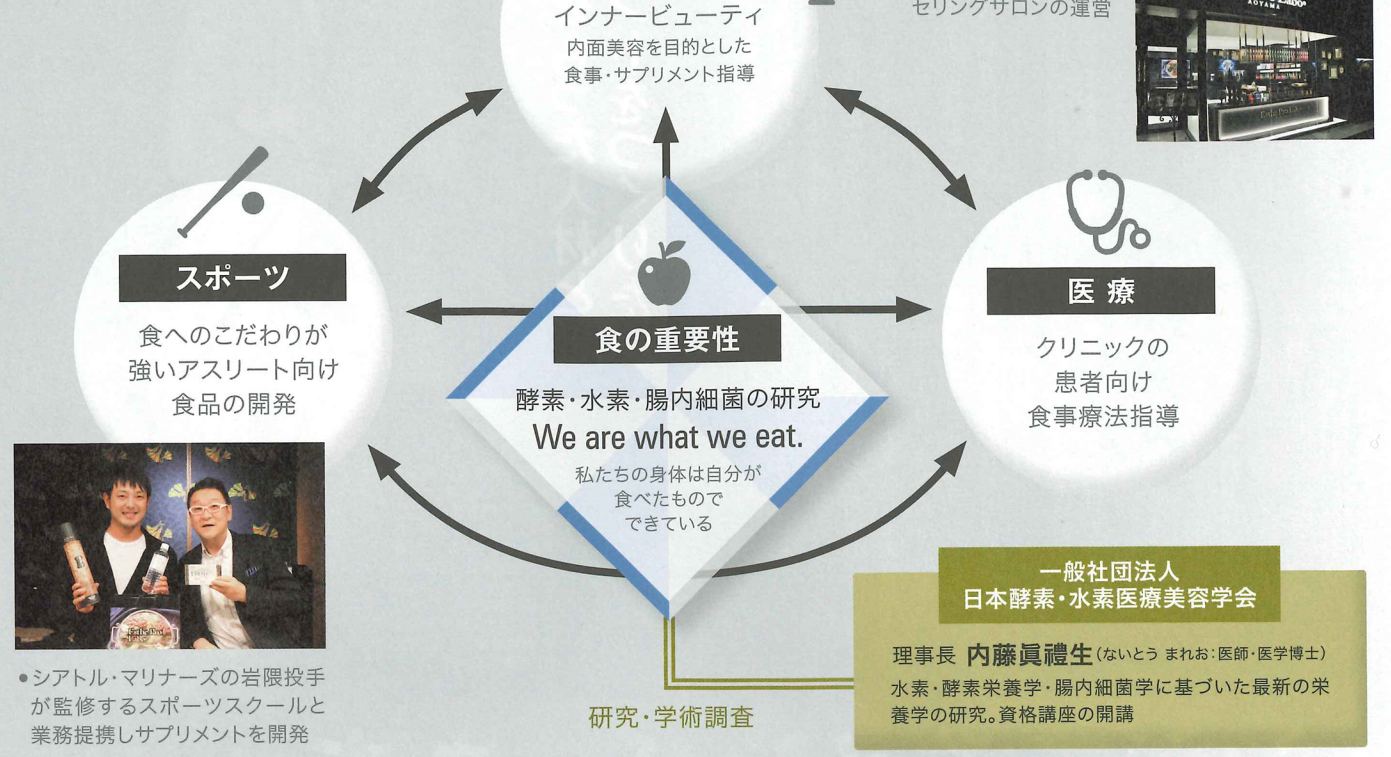 インナービューティ
内面美容を目的とした
食事・サプリメント指導
セリングサロンの運営
AOYAMA
スポーツ
食へのこだわりが
強いアスリート向け
食品の開発
食の重要性
酵素・水素・腸内細菌の研究
We are what we eat.
私たちの身体は自分が
食べたもので
できている
医療
クリニックの
患者向け
食事療法指導
•シアトル・マリナーズの岩隈投手
が監修するスポーツスクールと
業務提携しサプリメントを開発
研究・学術調査
一般社団法人
日本酵素・水素医療美容学会
理事長 内藤眞禮生(ないとう まれお:医師・医学博士)
水素・酵素栄養学・腸内細菌学に基づいた最新の栄
養学の研究。資格講座の開講